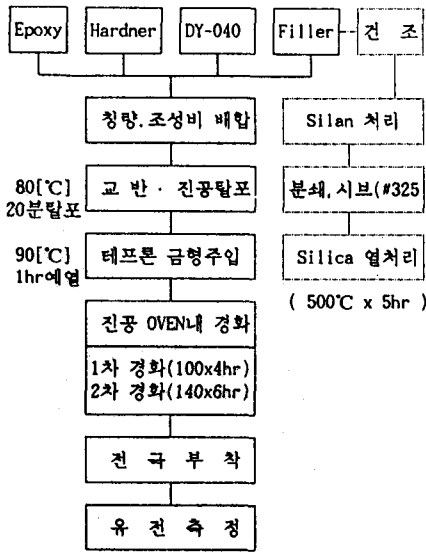 Epoxy Hardner DY-040 Filler 건 조
칭량.조성비 배합
Silan 처리
80[℃]
20분탈포
교 반 · 진공탈포
분쇄,시브(#325
90[℃]
1hr예열
테프론 금형주입
Silica 열처리
( 500℃ x 5hr )
진공 OVEN내 경화
1차 경화(100x4hr)
2차 경화(140x6hr)
전 극 부 착
유 전 측 정